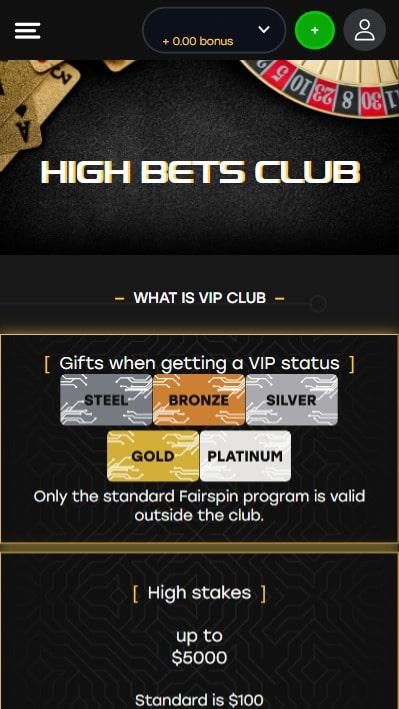 + 0.00 bonus
+
HIGH BETS CLUB
WHAT IS VIP CLUB
[ Gifts when getting a VIP status ]
STEEL BRONZE SILVER
GOLD PLATINUM
Only the standard Fairspin program is valid
outside the club.
[ High stakes ]
up to
$5000
Standard is $100